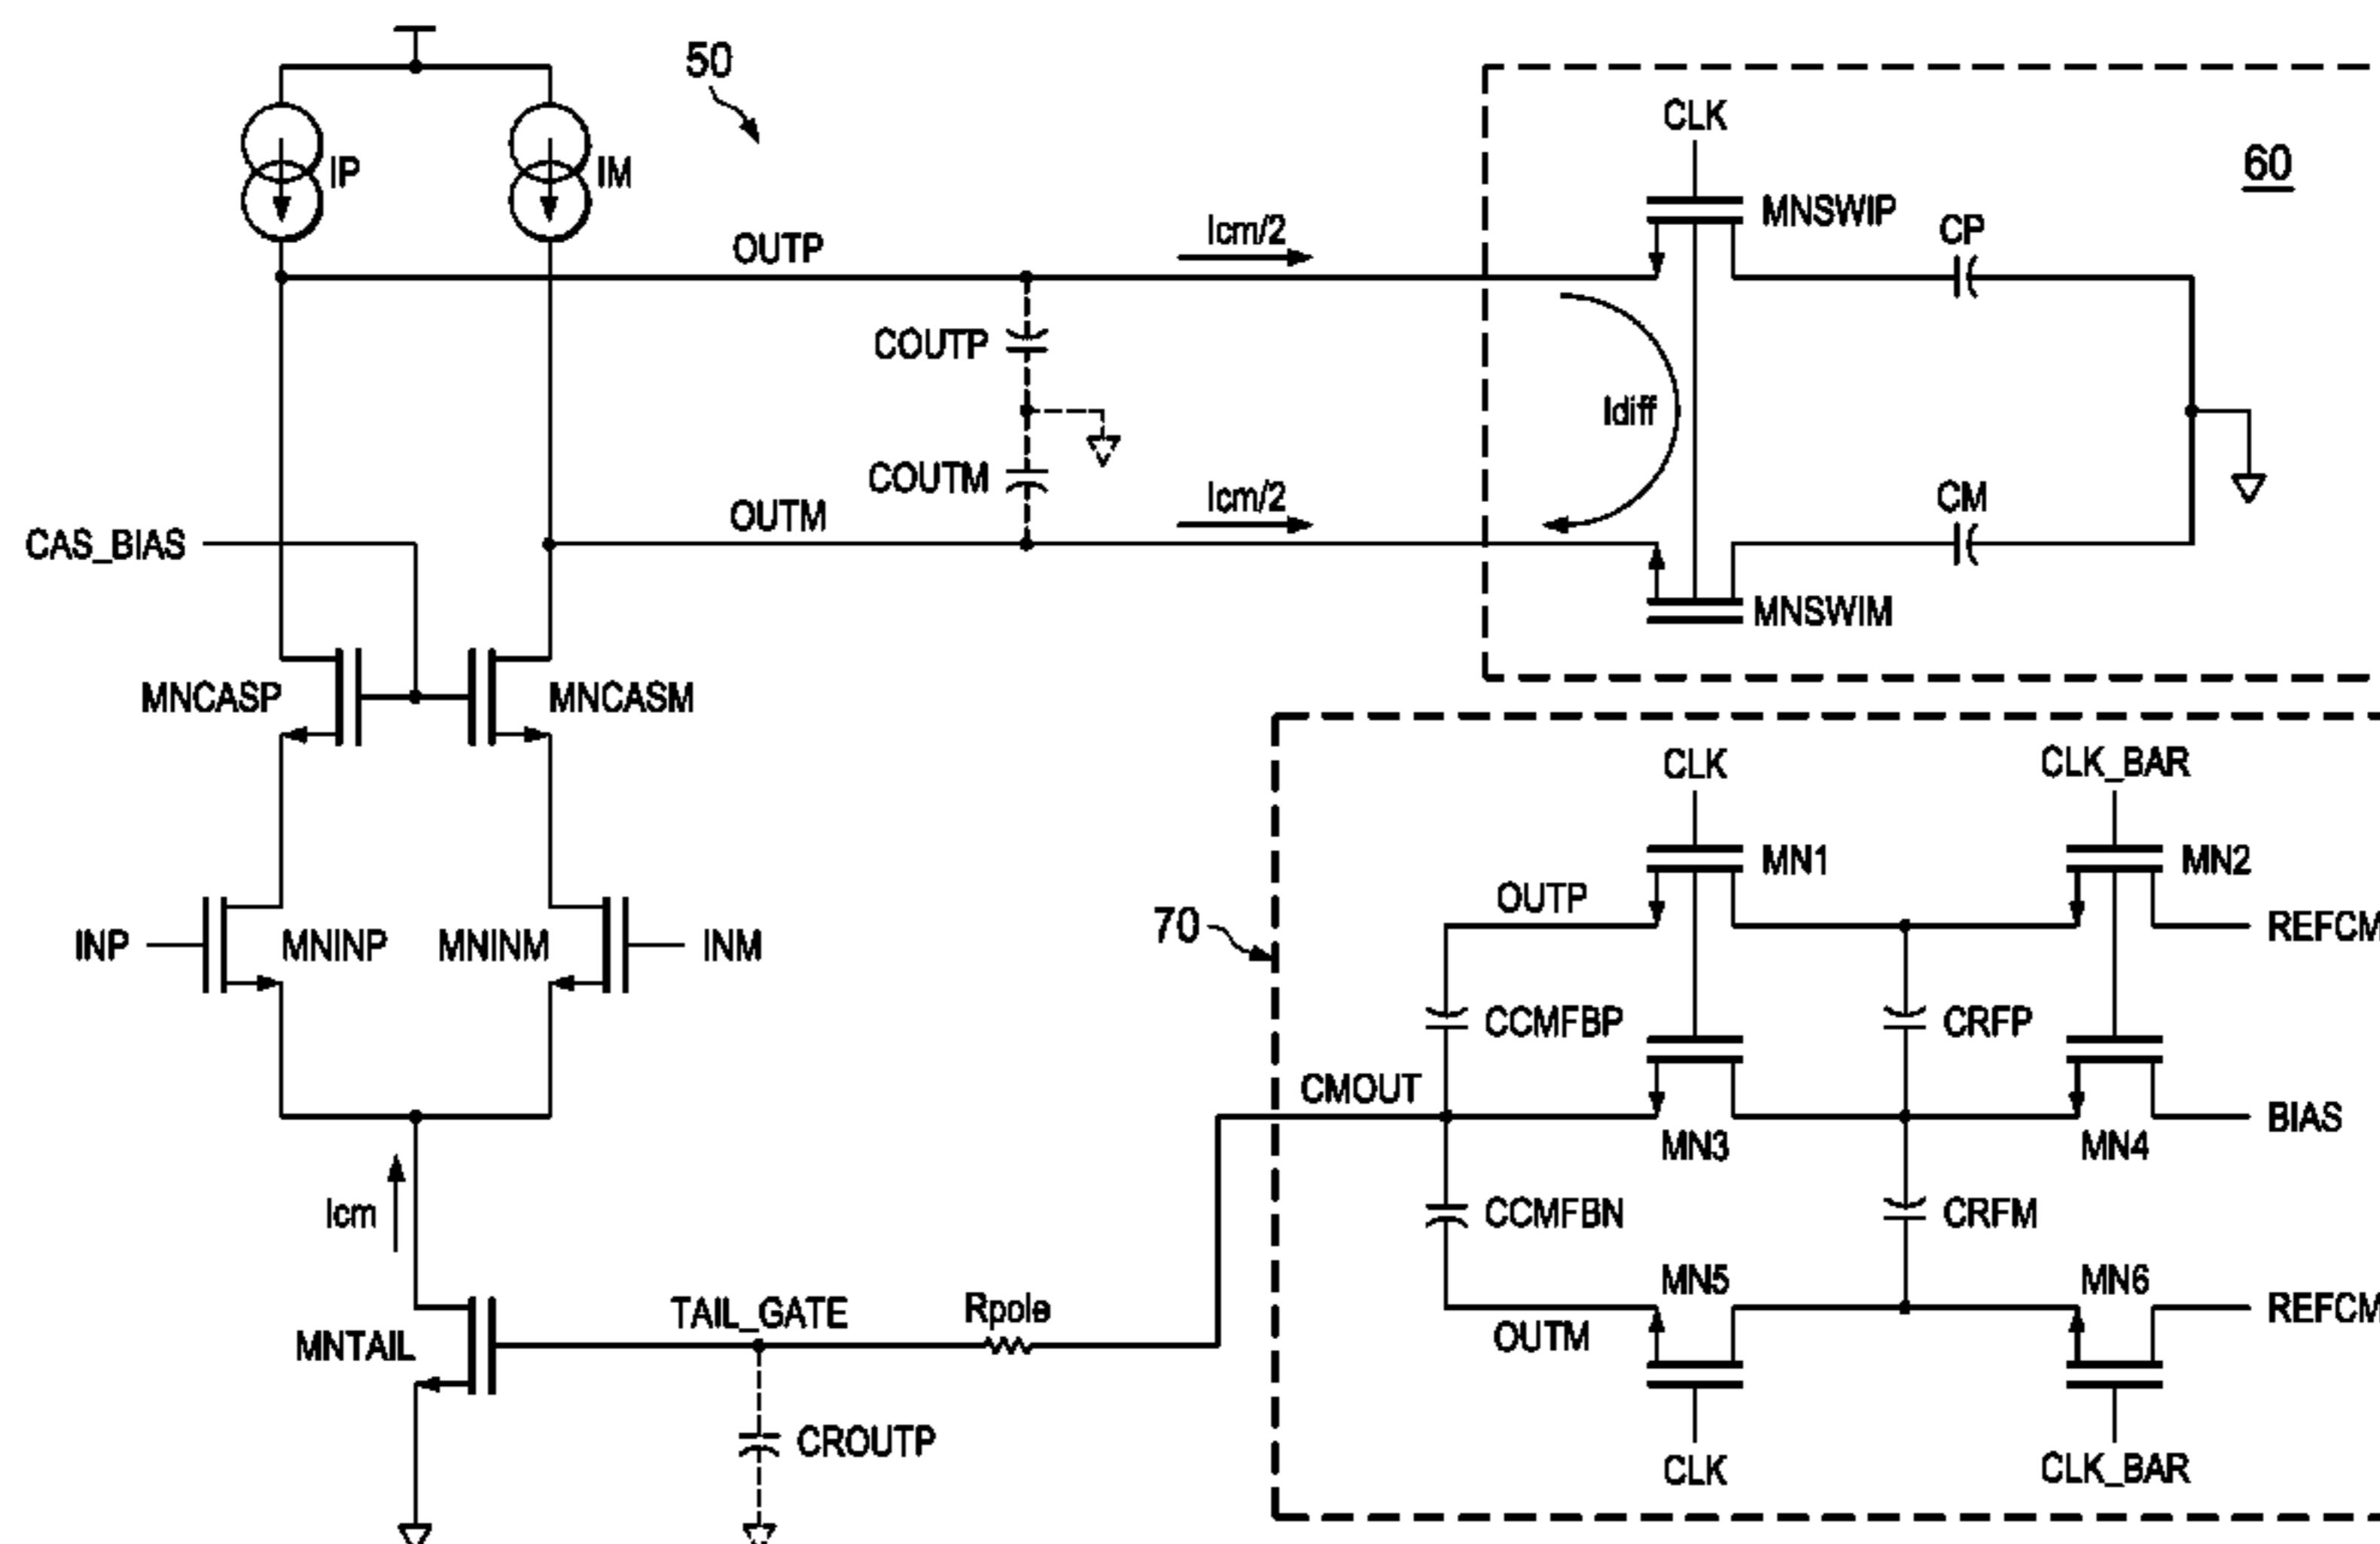 50
CLK
60
IP
IM
MNSWIP
OUTP
Icm/2
CP
COUTP
Idiff
COUTM
Icm/2
CM
OUTM
CAS_BIAS
MNSWIM
MNCASP
MNCASM
CLK
CLK_BAR
MN1
MN2
OUTP
70
REFCM
INP
MNINP
MNINM
INM
CCMFBP
CRFP
CMOUT
BIAS
MN3
MN4
Icm
CCMFBN
CRFM
MN5
MN6
TAIL_GATE
Rpole
REFCM
MNTAIL
OUTM
CROUTP
CLK
CLK_BAR